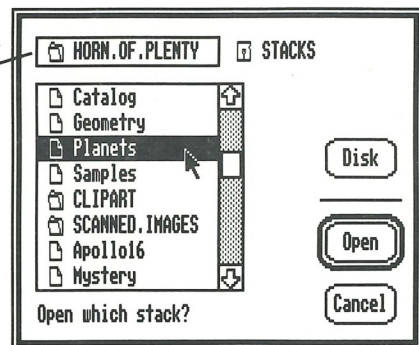 HORN.OF.PLENTY STACKS
Catalog
Geometry
Planets
Samples
CLIPART
SCANNED.IMAGES
Apollo16
Mystery
Disk
Open
Cancel
Open which stack?